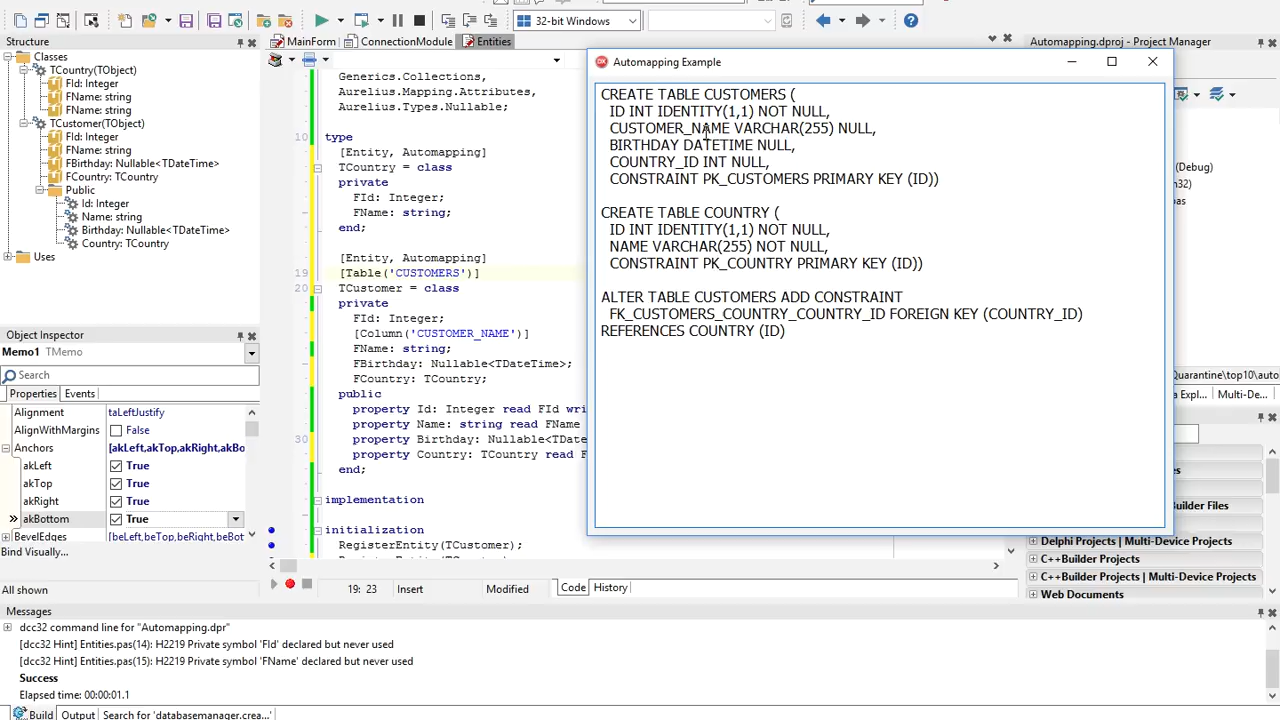 32-bit Windows
Structure
MainForm
ConnectionModule
Entities
Automapping.dproj - Project Manager
Classes
TCountry(TObject)
FId: Integer
FName: string
FName: string
TCustomer(TObject)
FId: Integer
FName: string
FBirthday: Nullable<TDateTime>
FCountry: TCountry
Public
Id: Integer
Name: string
Birthday: Nullable<TDateTime>
Country: TCountry
Uses
Generics.Collections,
Aurelius.Mapping.Attributes,
Aurelius.Types.Nullable;
10 type
[Entity, Automapping]
TCountry = class
private
FId: Integer;
FName: string;
end;
[Entity, Automapping]
19 [Table('CUSTOMERS')]
20 TCustomer = class
private
FId: Integer;
[Column('CUSTOMER_NAME')]
FName: string;
FBirthday: Nullable<TDateTime>;
FCountry: TCountry;
public
property Id: Integer read FId wri
property Name: string read FName
30 property Birthday: Nullable<TDate
property Country: TCountry read F
end;
implementation
initialization
RegisterEntity(TCustomer);
Automapping Example
CREATE TABLE CUSTOMERS (
ID INT IDENTITY(1,1) NOT NULL,
CUSTOMER_NAME VARCHAR(255) NULL,
BIRTHDAY DATETIME NULL,
COUNTRY_ID INT NULL,
CONSTRAINT PK_CUSTOMERS PRIMARY KEY (ID))
CREATE TABLE COUNTRY (
ID INT IDENTITY(1,1) NOT NULL,
NAME VARCHAR(255) NOT NULL,
CONSTRAINT PK_COUNTRY PRIMARY KEY (ID))
ALTER TABLE CUSTOMERS ADD CONSTRAINT
FK_CUSTOMERS_COUNTRY_COUNTRY_ID FOREIGN KEY (COUNTRY_ID)
REFERENCES COUNTRY (ID)
Object Inspector
Memo1 TMemo
Search
Properties
Events
Alignment taLeftJustify
AlignWithMargins False
Anchors [akLeft,akTop,akRight,akBo
akLeft True
akTop True
akRight True
akBottom True
BevelEdges [beLeft,beTop,beRight,beBot
Bind Visually...
All shown
19: 23
Insert
Modified
Code
History
Quarantine\top10\auto
a Expl...
Multi-De...
Builder Files
Delphi Projects | Multi-Device Projects
C++Builder Projects
C++Builder Projects | Multi-Device Projects
Web Documents
Messages
dcc32 command line for "Automapping.dpr"
[dcc32 Hint] Entities.pas(14): H2219 Private symbol 'FId' declared but never used
[dcc32 Hint] Entities.pas(15): H2219 Private symbol 'FName' declared but never used
Success
Elapsed time: 00:00:01.1
Build
Output
Search for 'databasemanager.crea...'